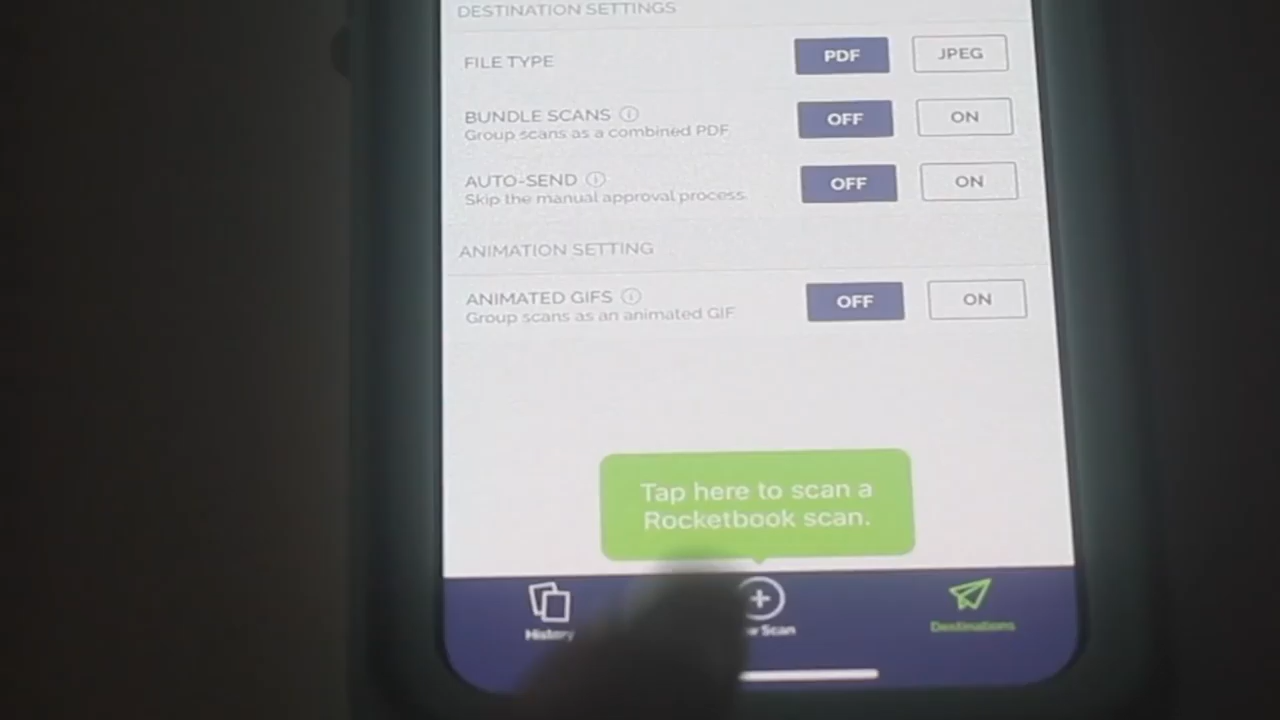 DESTINATION SETTINGS
FILE TYPE PDF JPEG
BUNDLE SCANS OFF ON
Group scans as a combined PDF
AUTO-SEND OFF ON
Skip the manual approval process
ANIMATION SETTING
ANIMATED GIFS OFF ON
Group scans as an animated GIF
Tap here to scan a
Rocketbook scan.
History w Scan Destinations